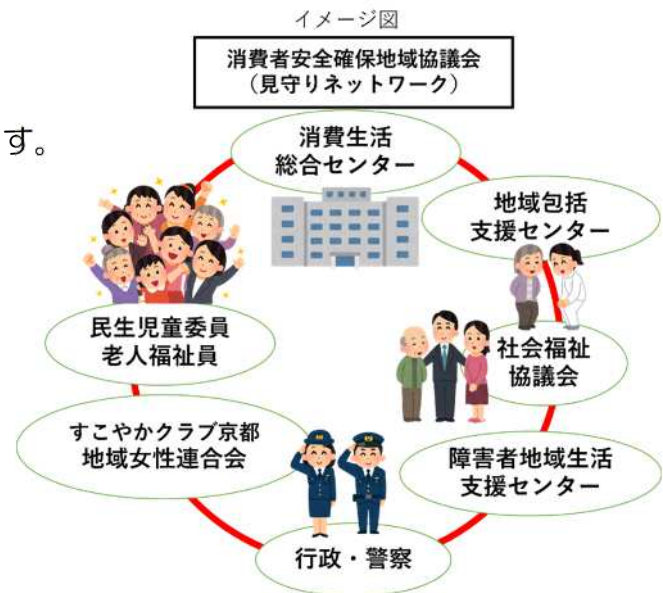 イメージ図
消費者安全確保地域協議会
（見守りネットワーク）
す。
消費生活
総合センター
地域包括
支援センター
社会福祉
協議会
障害者地域生活
支援センター
行政・警察
すこやかクラブ京都
地域女性連合会
民生児童委員
老人福祉員